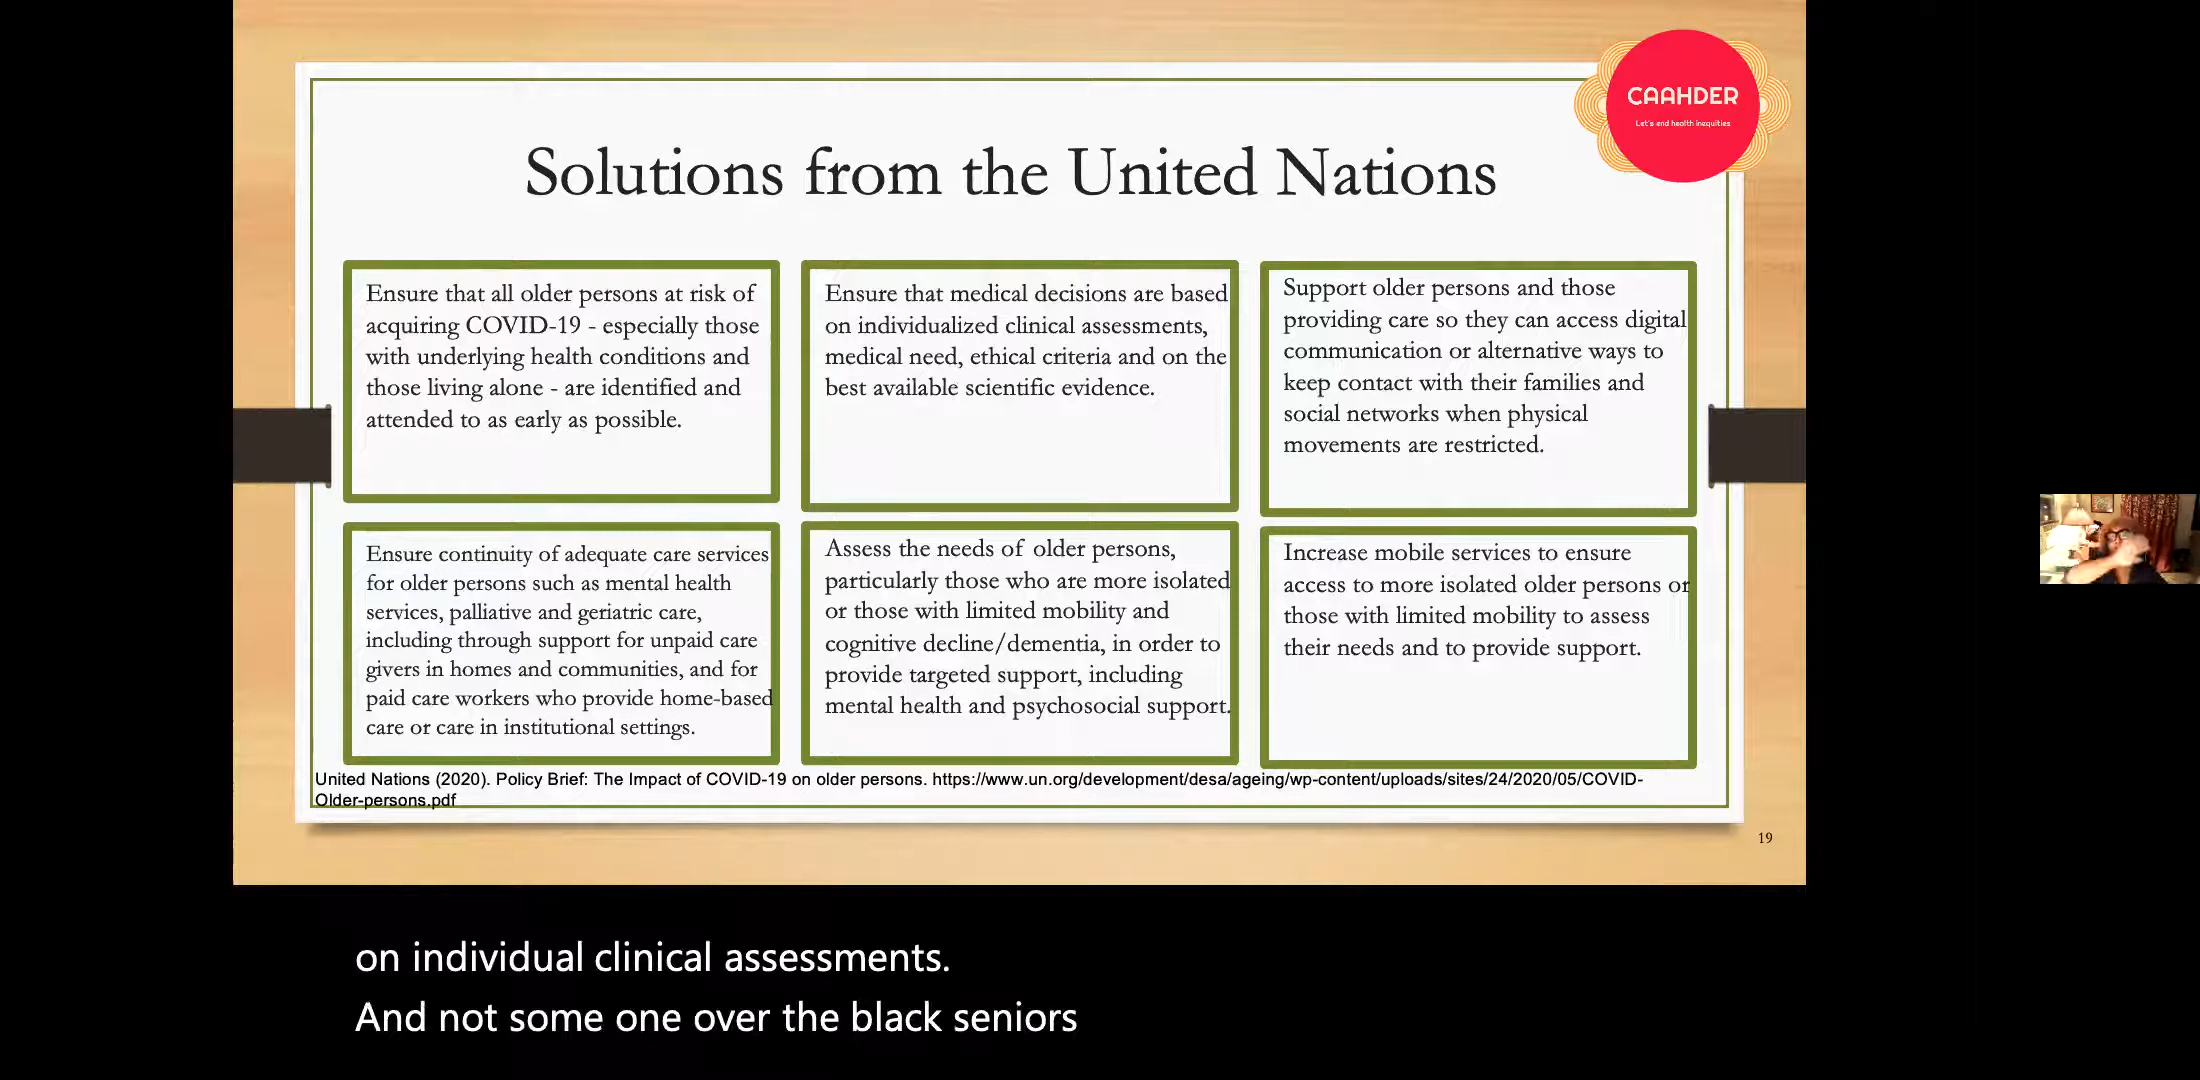 CAAHDER
Let's end health inequities
Solutions from the United Nations
Ensure that all older persons at risk of
acquiring COVID-19 - especially those
with underlying health conditions and
those living alone - are identified and
attended to as early as possible.
Ensure that medical decisions are based
on individualized clinical assessments,
medical need, ethical criteria and on the
best available scientific evidence.
Support older persons and those
providing care so they can access digital
communication or alternative ways to
keep contact with their families and
social networks when physical
movements are restricted.
Ensure continuity of adequate care services
for older persons such as mental health
services, palliative and geriatric care,
including through support for unpaid care
givers in homes and communities, and for
paid care workers who provide home-based
care or care in institutional settings.
Assess the needs of older persons,
particularly those who are more isolated
or those with limited mobility and
cognitive decline/dementia, in order to
provide targeted support, including
mental health and psychosocial support.
Increase mobile services to ensure
access to more isolated older persons or
those with limited mobility to assess
their needs and to provide support.
United Nations (2020). Policy Brief: The Impact of COVID-19 on older persons. https://www.un.org/development/desa/ageing/wp-content/uploads/sites/24/2020/05/COVID-
Older-persons.pdf
19
on individual clinical assessments.
And not some one over the black seniors